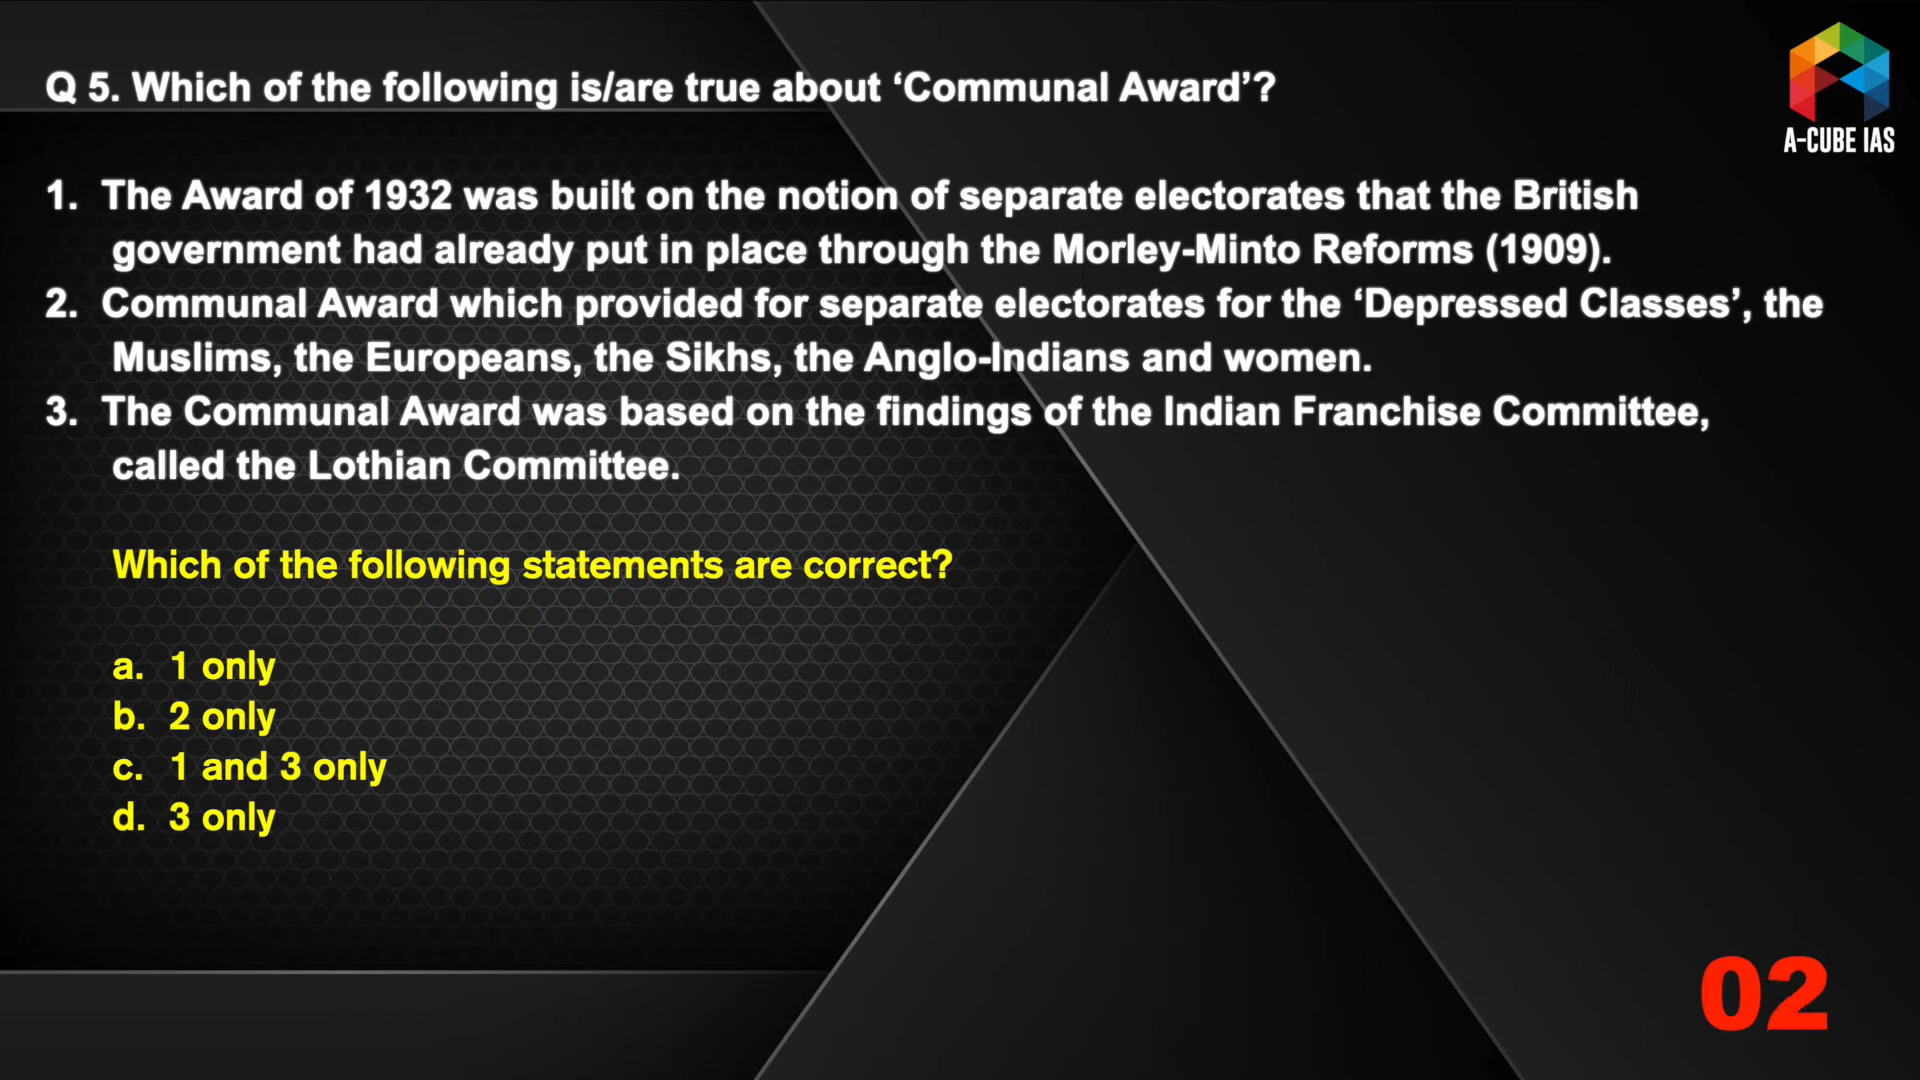 Q 5. Which of the following is/are true about ‘Communal Award’?
A-CUBE IAS
1. The Award of 1932 was built on the notion of separate electorates that the British
government had already put in place through the Morley-Minto Reforms (1909).
2. Communal Award which provided for separate electorates for the ‘Depressed Classes’, the
Muslims, the Europeans, the Sikhs, the Anglo-Indians and women.
3. The Communal Award was based on the findings of the Indian Franchise Committee,
called the Lothian Committee.
Which of the following statements are correct?
a. 1 only
b. 2 only
c. 1 and 3 only
d. 3 only
02